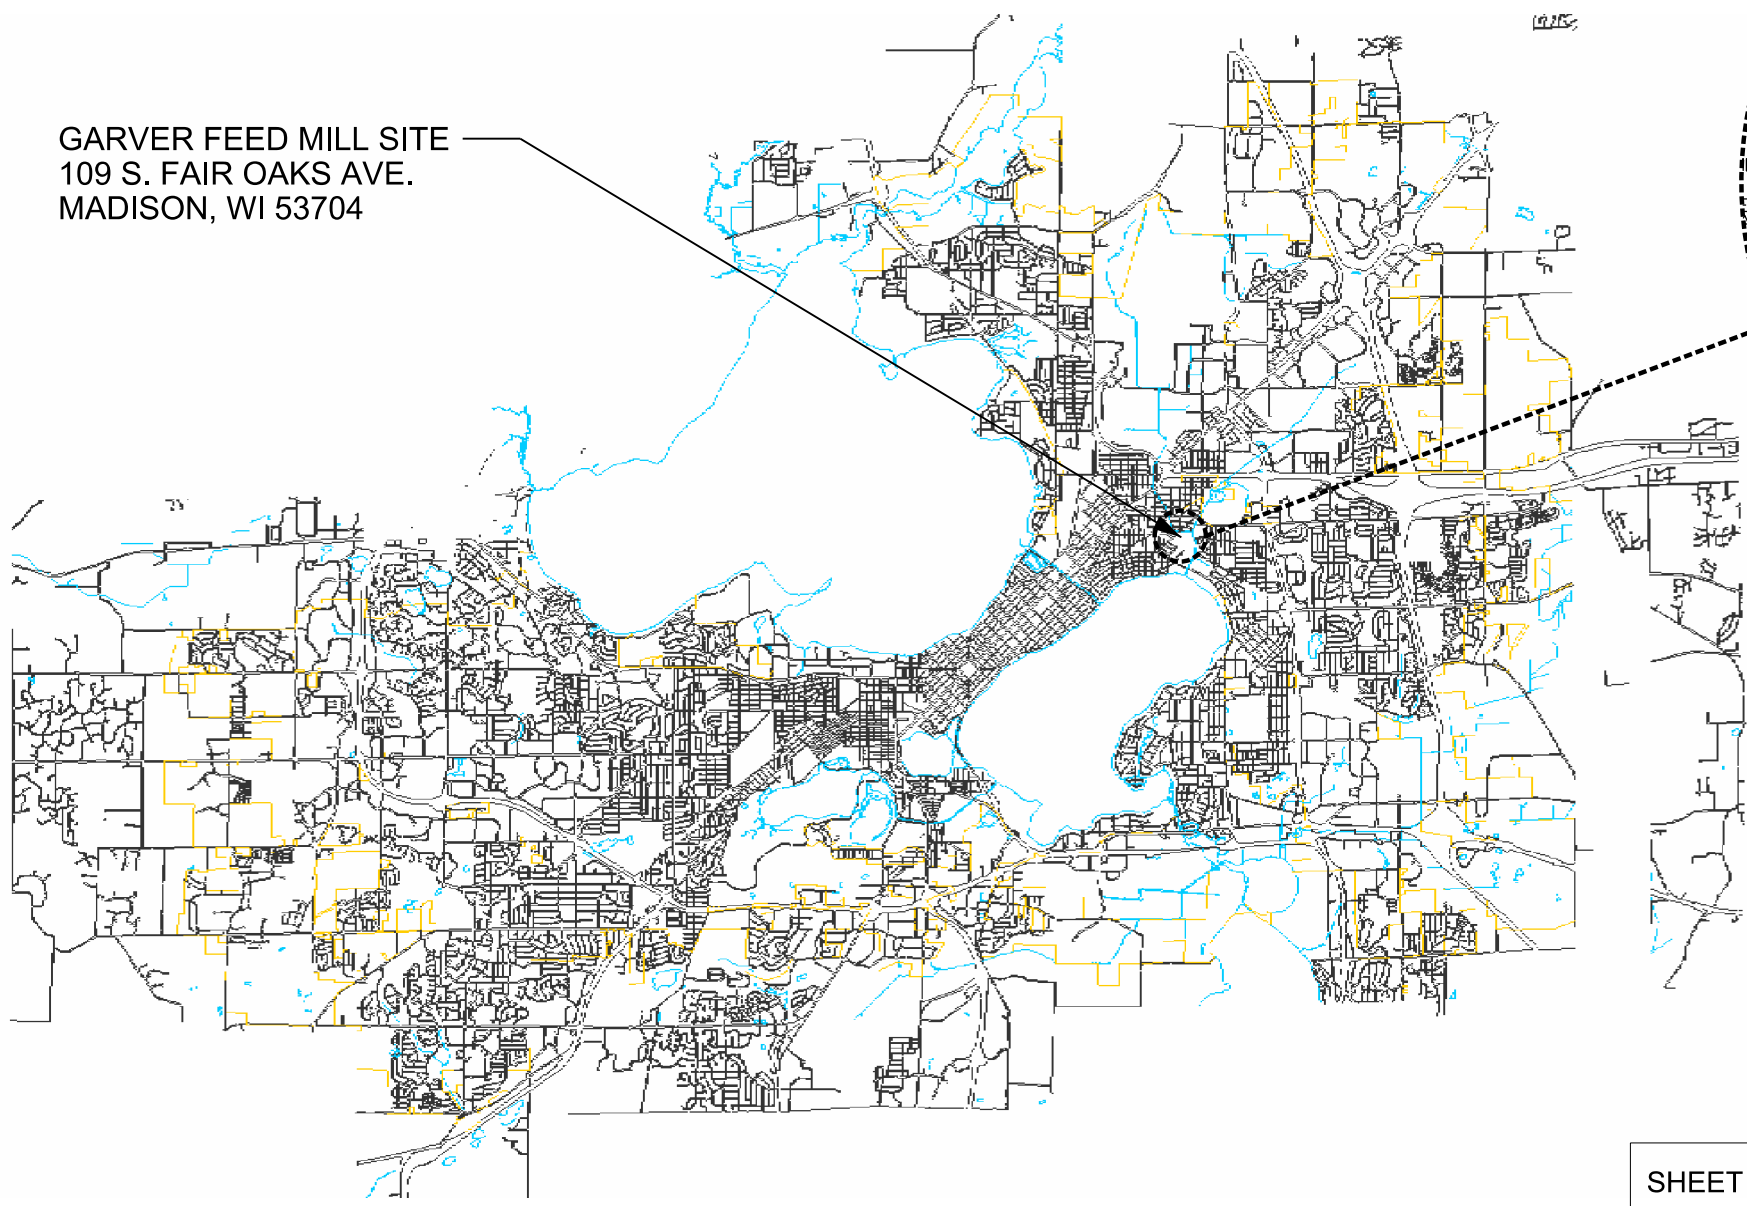 GARVER FEED MILL SITE
109 S. FAIR OAKS AVE.
MADISON, WI 53704
SHEET